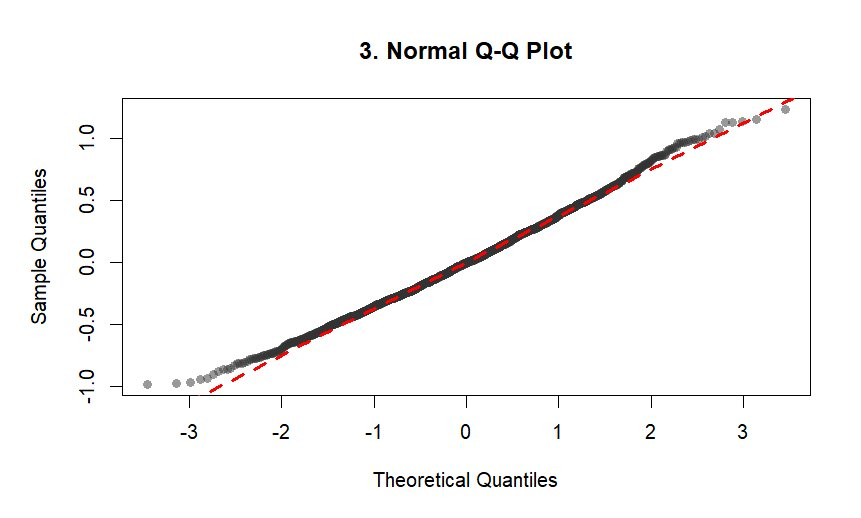 3. Normal Q-Q Plot
Sample Quantiles
1.0
0.5
0.0
-0.5
-1.0
-3 -2 -1 0 1 2 3
Theoretical Quantiles